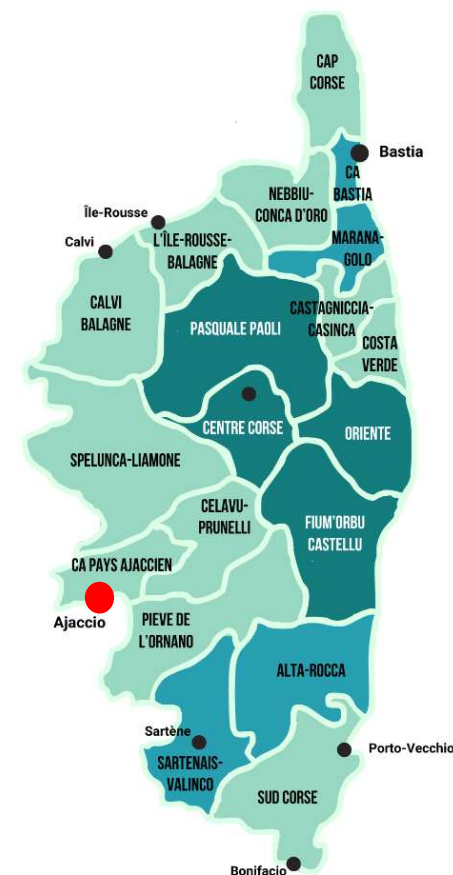 CAP
CORSE
Bastia
CA
BASTIA
NEBBIU-
CONCA D'ORO
Île-Rousse
L'ÎLE-ROUSSE-
BALAGNE
MARANA-
GOLO
Calvi
CALVI
BALAGNE
CASTAGNICCIA-
CASINCA
PASQUALE PAOLI
COSTA
VERDE
CENTRE CORSE
ORIENTE
SPELUNCA-LIAMONE
CELAVU-
PRUNELLI
FIUM'ORBU
CASTELLU
CA PAYS AJACCIEN
Ajaccio
PIEVE DE
L'ORNANO
ALTA-ROCCA
Sartène
SARTENAIS-
VALINCO
Porto-Vecchio
SUD CORSE
Bonifacio